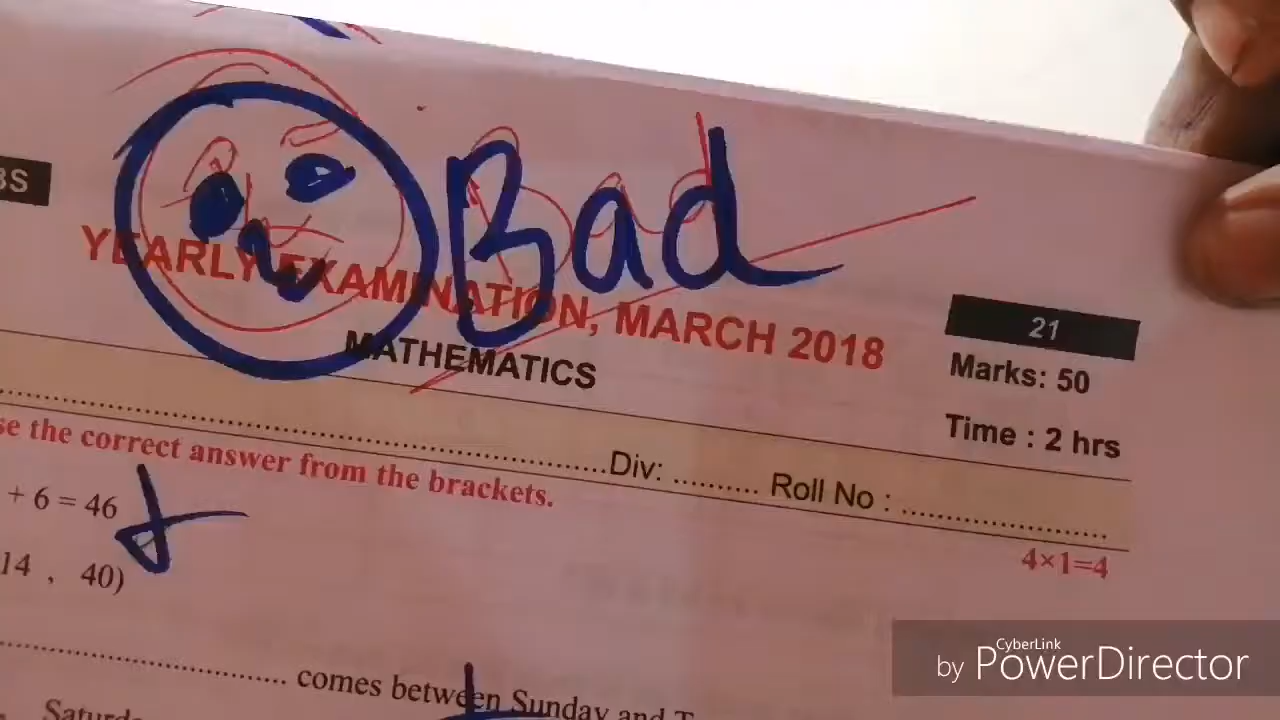 Bad
BS
YEARLY EXAMINATION, MARCH 2018
21
MATHEMATICS
Marks: 50
Time : 2 hrs
Div: .......... Roll No : ........................
se the correct answer from the brackets.
4×1=4
+ 6 = 46
14 , 40)
comes between Sunday and T
Saturd
CyberLink
by PowerDirector